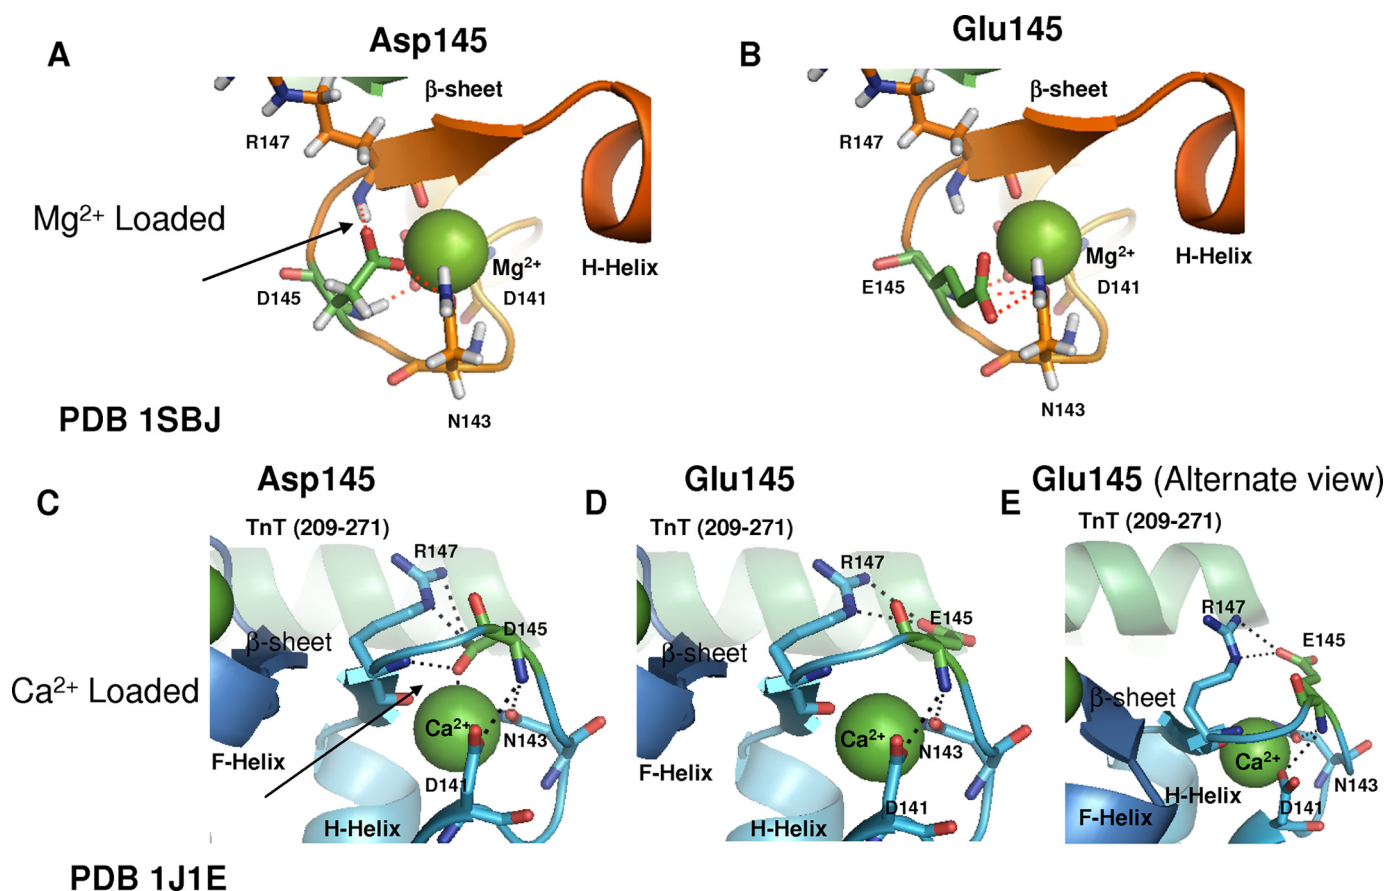 A
Asp145
B
Glu145
β-sheet
β-sheet
R147
R147
Mg²⁺ Loaded
Mg²⁺
H-Helix
Mg²⁺
H-Helix
D145
D141
E145
D141
N143
N143
PDB 1SBJ
C
Asp145
D
Glu145
E
Glu145 (Alternate view)
TnT (209-271)
TnT (209-271)
TnT (209-271)
R147
R147
R147
D145
E145
E145
β-sheet
β-sheet
β-sheet
Ca²⁺ Loaded
Ca²⁺
N143
Ca²⁺
N143
Ca²⁺
N143
F-Helix
D141
F-Helix
D141
H-Helix
D141
H-Helix
H-Helix
F-Helix
PDB 1J1E